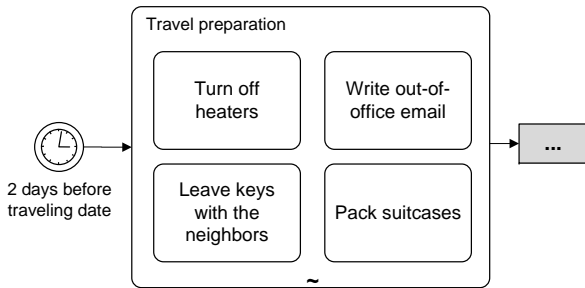 Travel preparation
Turn off
heaters
Write out-of-
office email
2 days before
traveling date
Leave keys
with the
neighbors
Pack suitcases
...
~